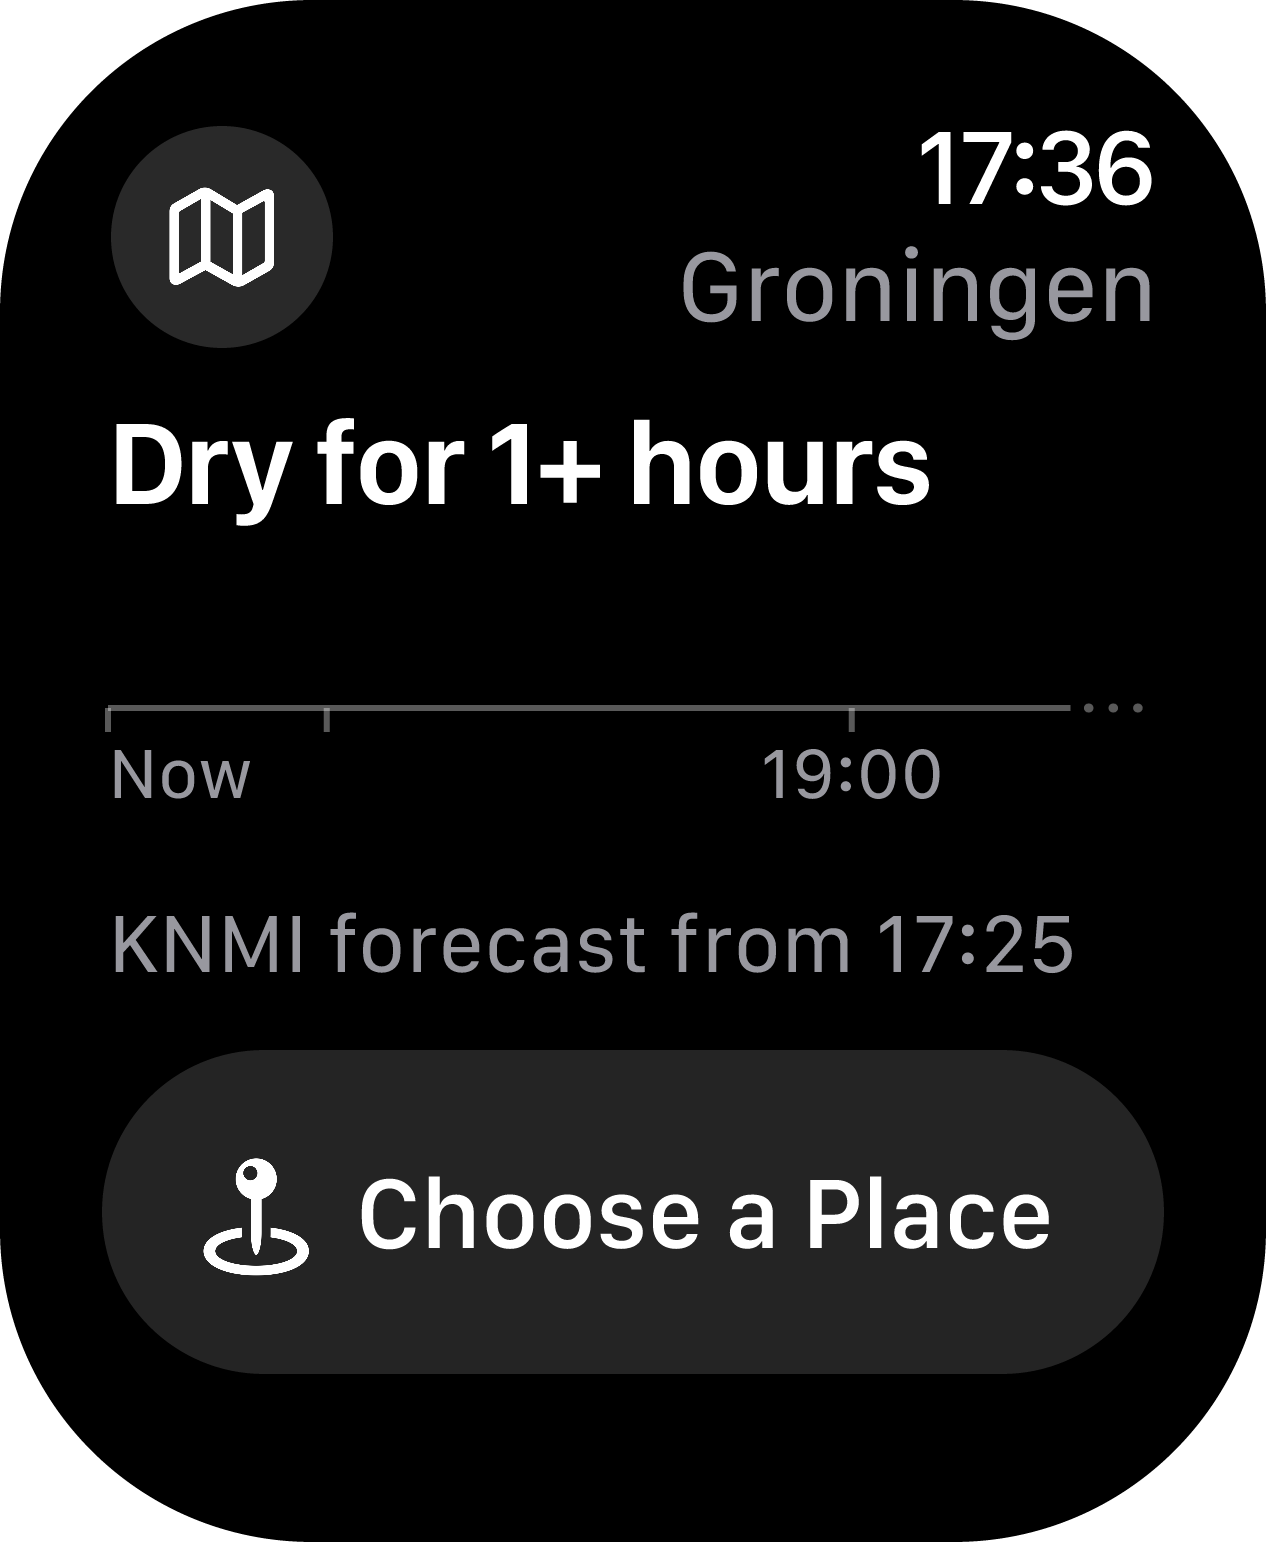 17:36
Groningen
Dry for 1+ hours
Now 19:00
KNMI forecast from 17:25
Choose a Place